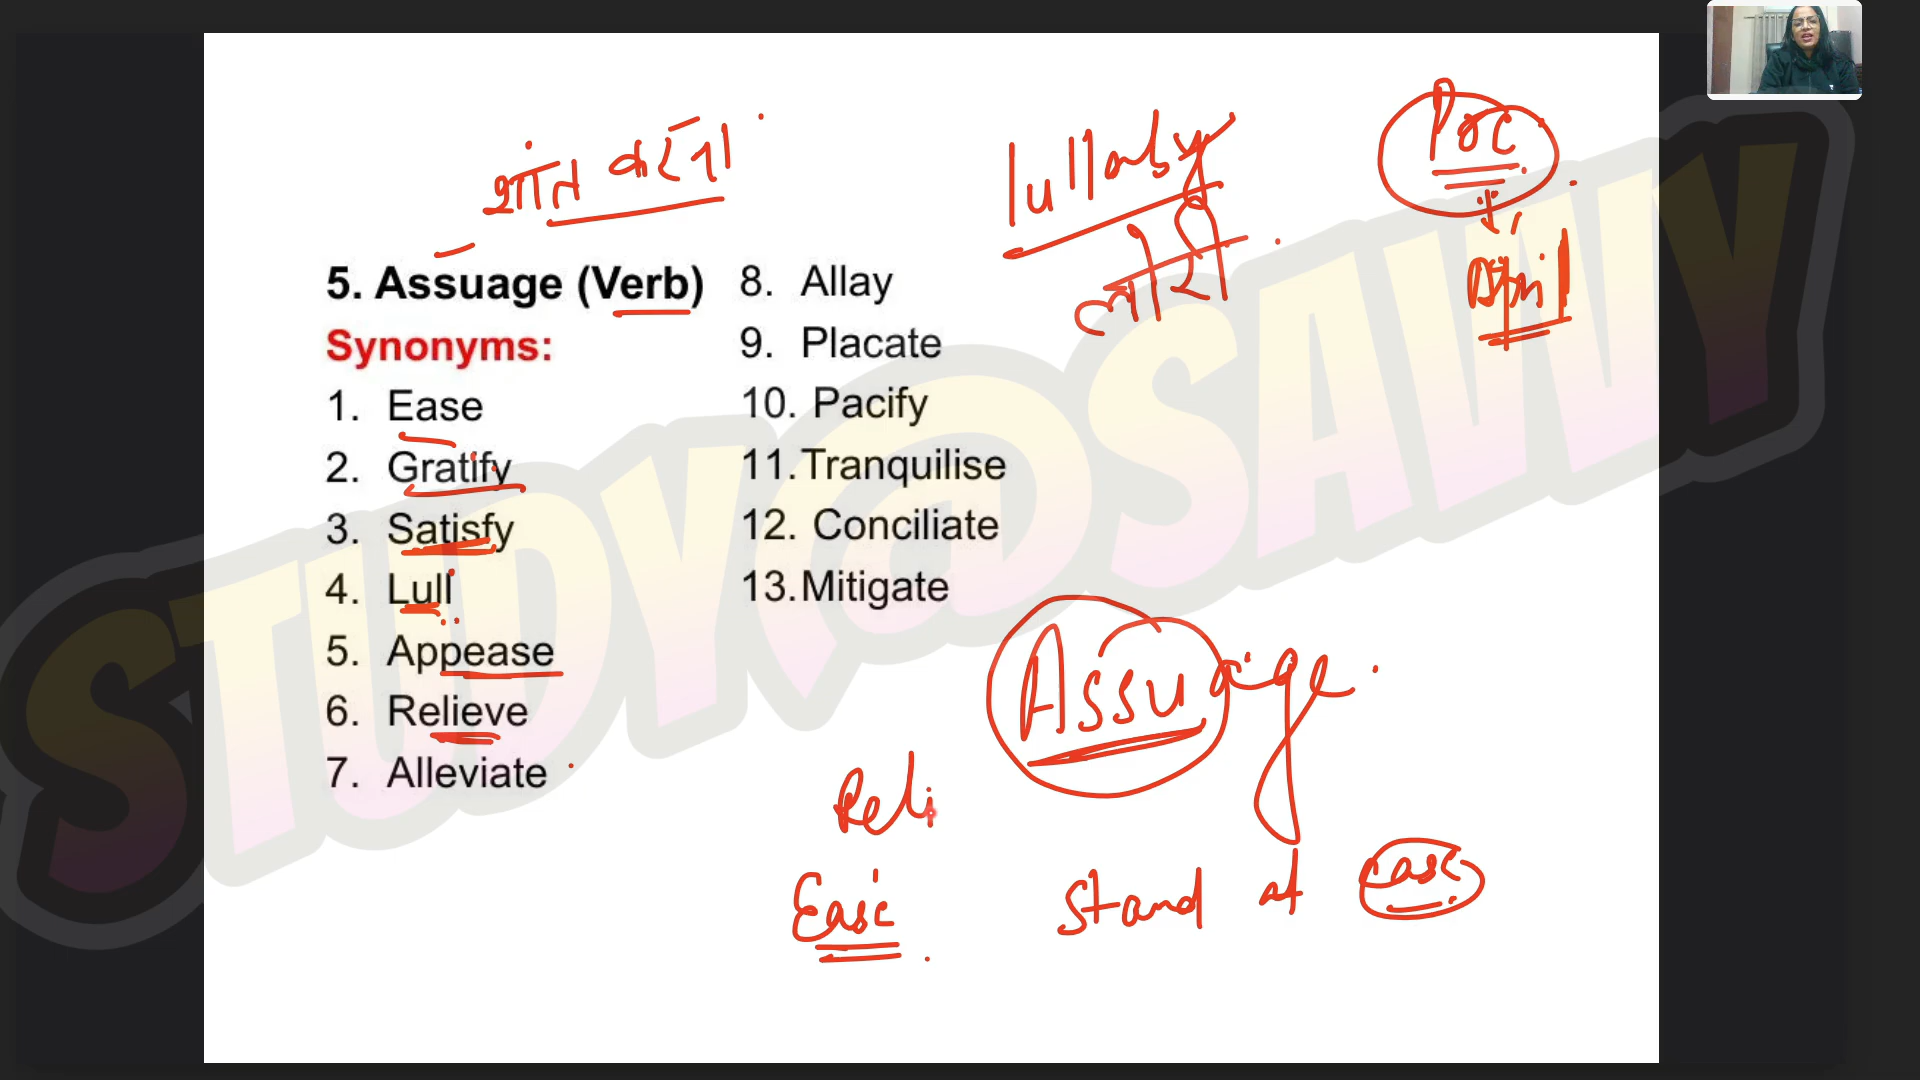 शांत करना
lullaby
लोरी
Poc
April
5. Assuage (Verb)
Synonyms:
1. Ease
2. Gratify
3. Satisfy
4. Lull
5. Appease
6. Relieve
7. Alleviate
8. Allay
9. Placate
10. Pacify
11. Tranquilise
12. Conciliate
13. Mitigate
Assuage
Reli
Ease
Stand at ease
STUDY@SAVVY